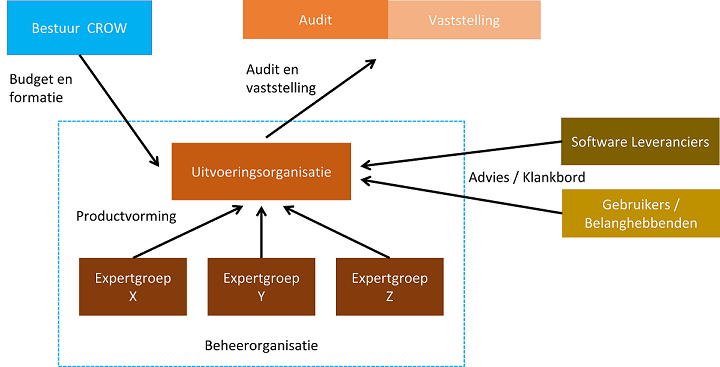 Bestuur CROW
Audit
Vaststelling
Budget en
formatie
Audit en
vaststelling
Software Leveranciers
Uitvoeringsorganisatie
Advies / Klankbord
Gebruikers /
Belanghebbenden
Productvorming
Expertgroep
X
Expertgroep
Y
Expertgroep
Z
Beheerorganisatie